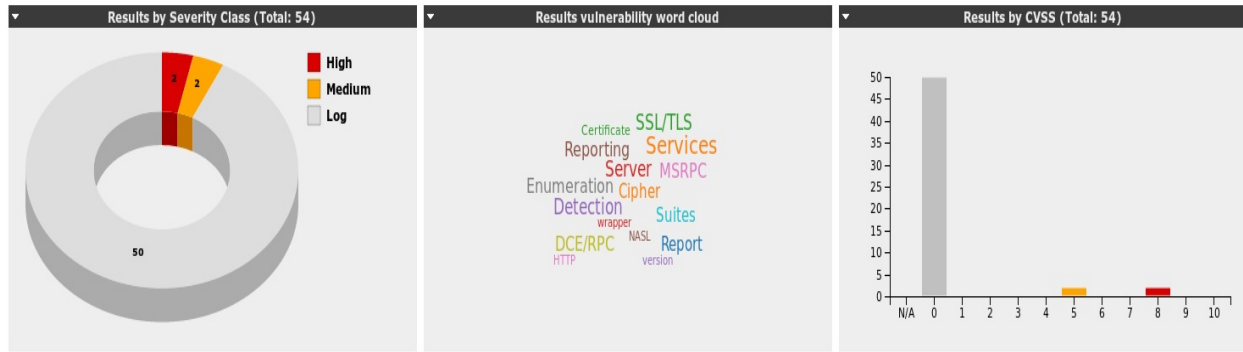 Results by Severity Class (Total: 54)
2
2
50
High
Medium
Log
Results vulnerability word cloud
Certificate SSL/TLS
Reporting Services
Server MSRPC
Enumeration Cipher
Detection Suites
wrapper
NASL
DCE/RPC Report
HTTP version
Results by CVSS (Total: 54)
50
45
40
35
30
25
20
15
10
5
0
N/A 0 1 2 3 4 5 6 7 8 9 10